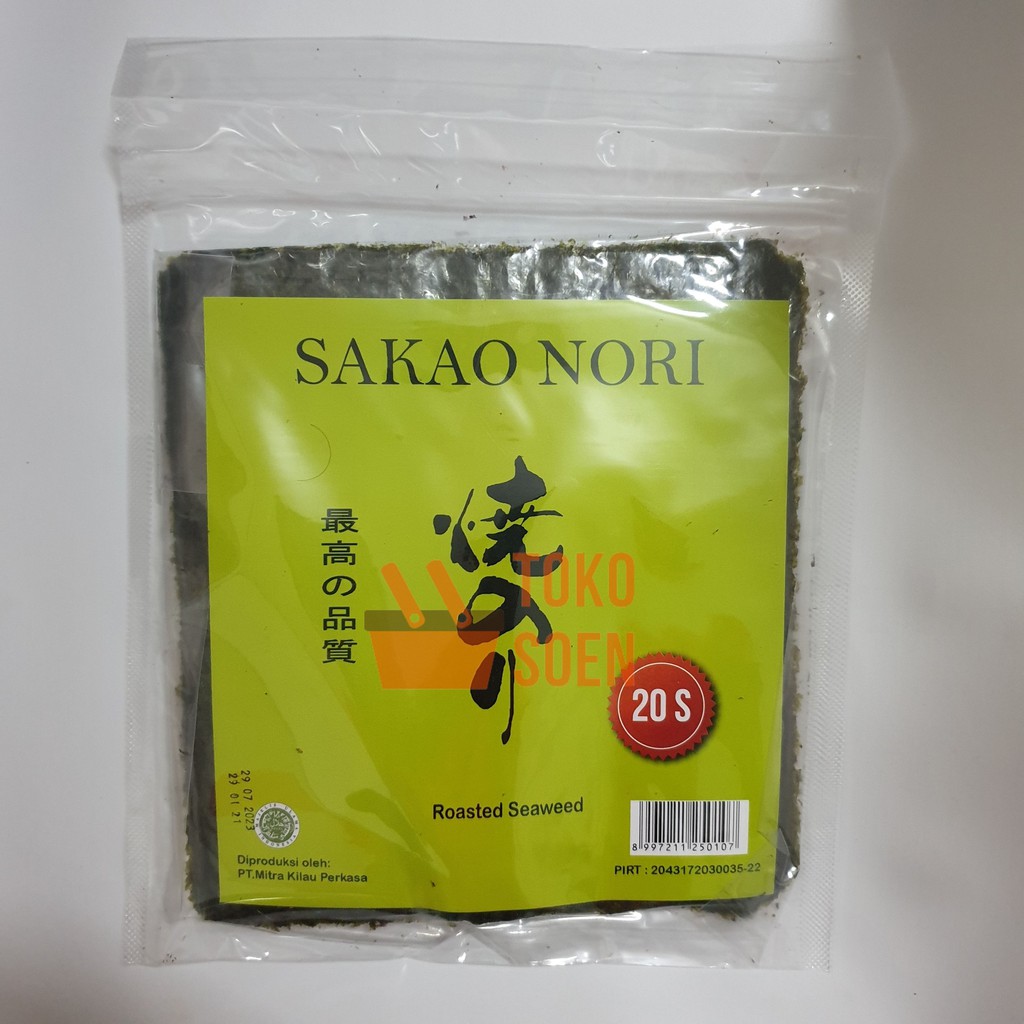 SAKAO NORI
最高の品質
焼のり
TOKO
SOEN
20 S
29 07 2023
29 01 21
Roasted Seaweed
Diproduksi oleh:
PT.Mitra Kilau Perkasa
8 997211 250107
PIRT : 2043172030035-22